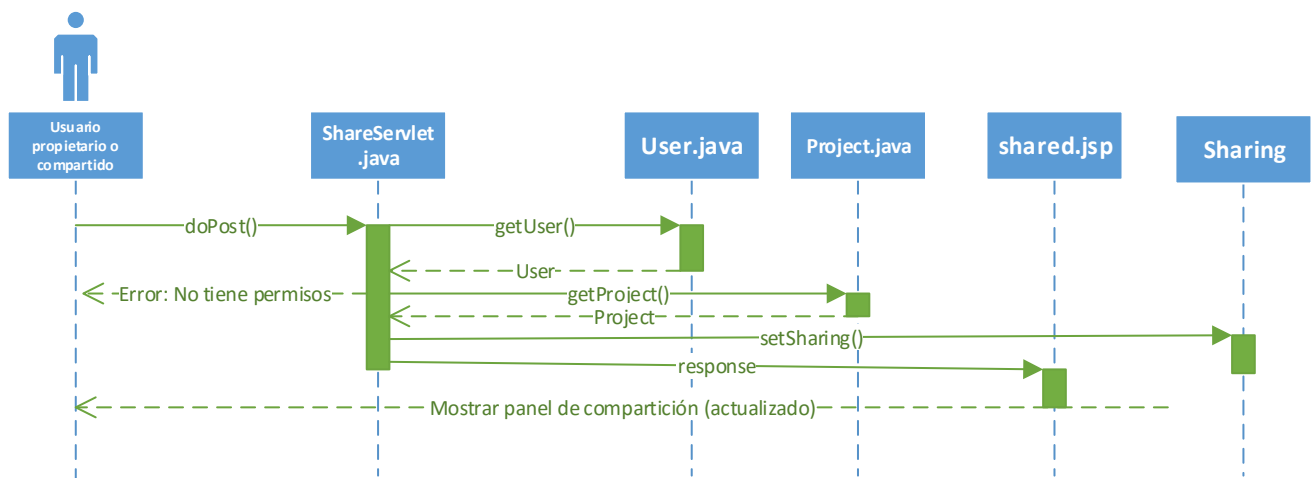 Usuario
propietario o
compartido
ShareServlet
.java
User.java
Project.java
shared.jsp
Sharing
doPost()
getUser()
User
Error: No tiene permisos
getProject()
Project
setSharing()
response
Mostrar panel de compartición (actualizado)